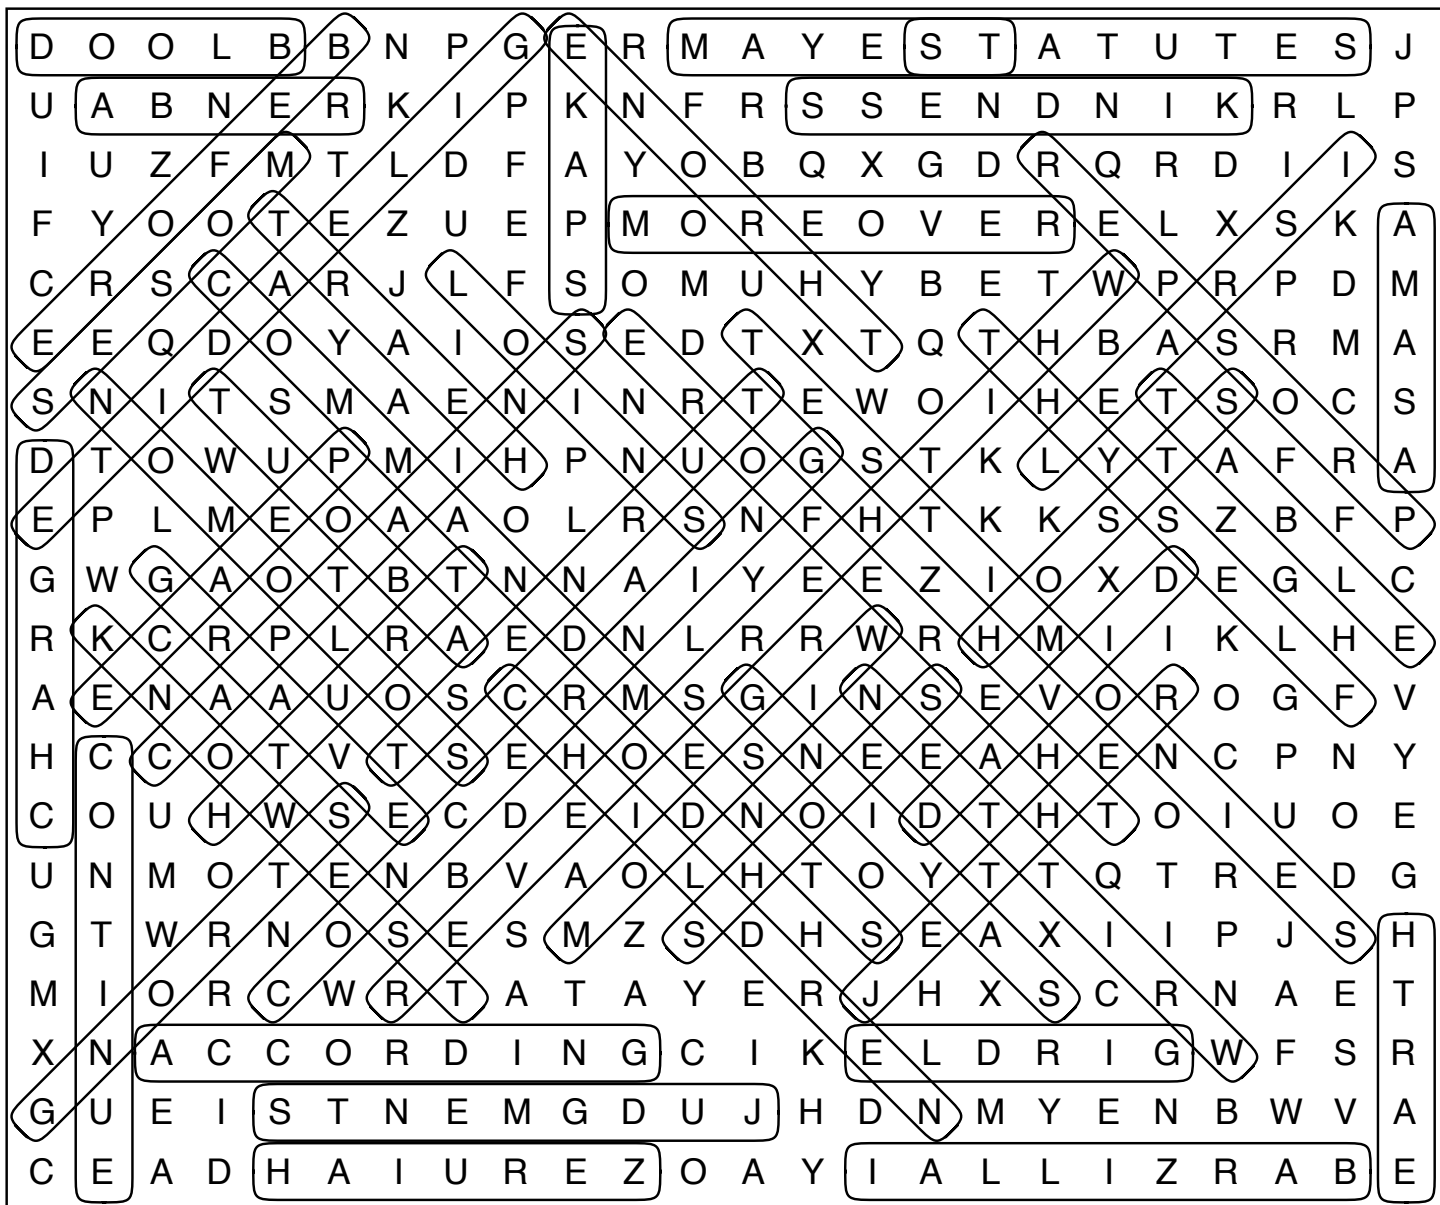 D O O L B B N P G E R M A Y E S T A T U T E S J
U A B N E R K I P K N F R S S E N D N I K R L P
I U Z F M T L D F A Y O B Q X G D R Q R D I I S
F Y O O T E Z U E P M O R E O V E R E L X S K A
C R S C A R J L F S O M U H Y B E T W P R P D M
E E Q D O Y A I O S E D T X T Q T H B A S R M A
S N I T S M A E N I N R T E W O I H E T S O C S
D T O W U P M I H P N U O G S T K L Y T A F R A
E P L M E O A A O L R S N F H T K K S S Z B F P
G W G A O T B T N N A I Y E E Z I O X D E G L C
R K C R P L R A E D N L R R W R H M I I K L H E
A E N A A U O S C R M S G I N S E V O R O G F V
H C C O T V T S E H O E S N E E A H E N C P N Y
C O U H W S E C D E I D N O I D T H T O I U O E
U N M O T E N B V A O L H T O Y T T Q T R E D G
G T W R N O S E S M Z S D H S E A X I I P J S H
M I O R C W R T A T A Y E R J H X S C R N A E T
X N A C C O R D I N G C I K E L D R I G W F S R
G U E I S T N E M G D U J H D N M Y E N B W V A
C E A D H A I U R E Z O A Y I A L L I Z R A B E